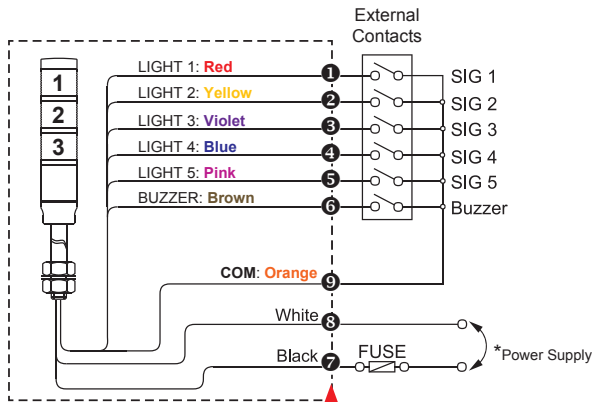 External
Contacts
1
2
3
LIGHT 1: Red
1
SIG 1
LIGHT 2: Yellow
2
SIG 2
LIGHT 3: Violet
3
SIG 3
LIGHT 4: Blue
4
SIG 4
LIGHT 5: Pink
5
SIG 5
BUZZER: Brown
6
Buzzer
COM: Orange
9
White
8
Black
7
FUSE
*Power Supply